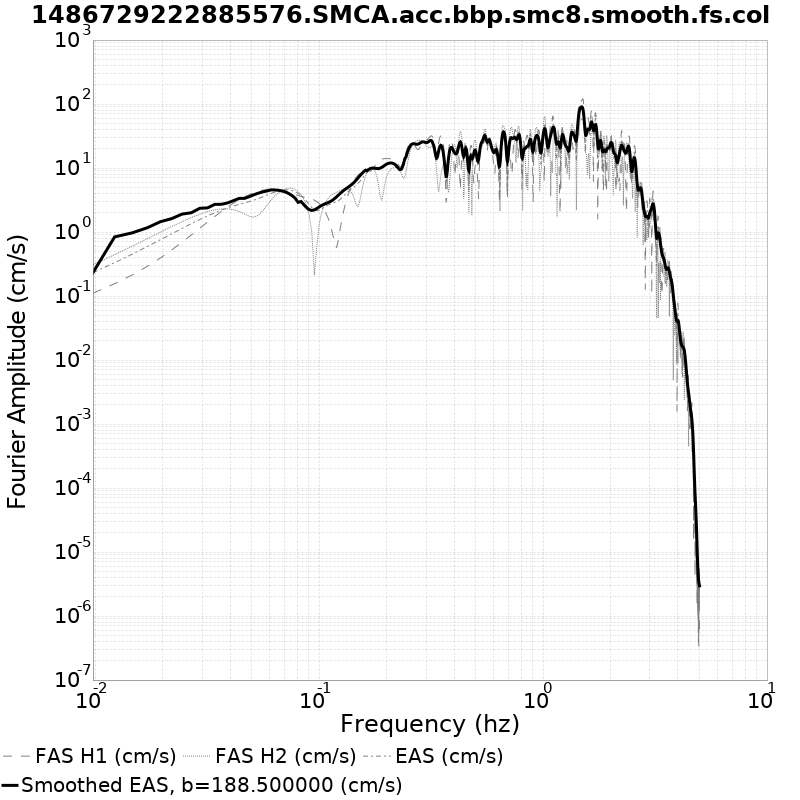 1486729222885576.SMCA.acc.bbp.smc8.smooth.fs.col
10^3
10^2
10^1
10^0
10^-1
10^-2
10^-3
10^-4
10^-5
10^-6
10^-7
10^-2 10^-1 10^0 10^1
Fourier Amplitude (cm/s)
Frequency (hz)
FAS H1 (cm/s) FAS H2 (cm/s) EAS (cm/s)
Smoothed EAS, b=188.500000 (cm/s)